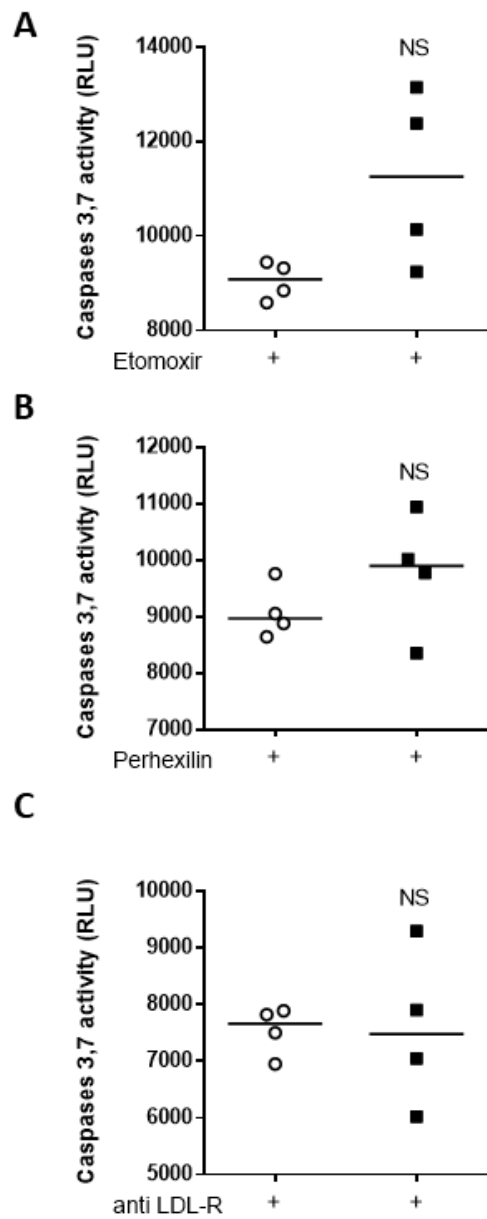 A
Caspases 3,7 activity (RLU)
14000
12000
10000
8000
NS
Etomoxir + +
B
Caspases 3,7 activity (RLU)
12000
11000
10000
9000
8000
7000
NS
Perhexilin + +
C
Caspases 3,7 activity (RLU)
10000
9000
8000
7000
6000
5000
NS
anti LDL-R + +